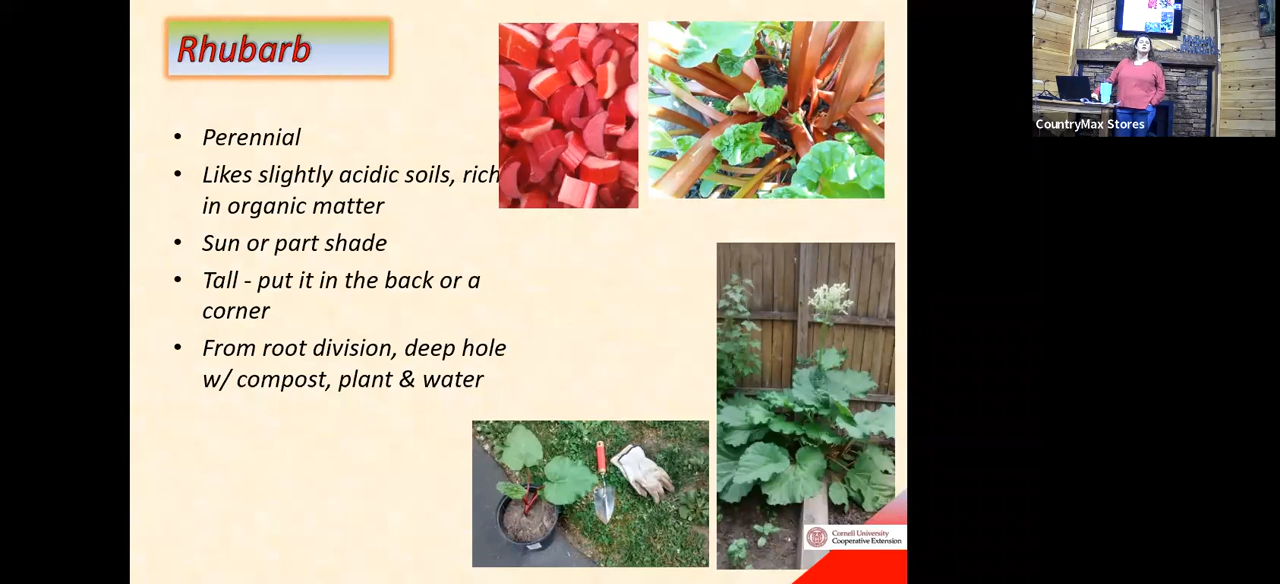 Rhubarb
• Perennial
• Likes slightly acidic soils, rich
in organic matter
• Sun or part shade
• Tall - put it in the back or a
corner
• From root division, deep hole
w/ compost, plant & water
CountryMax Stores
Cornell University
Cooperative Extension